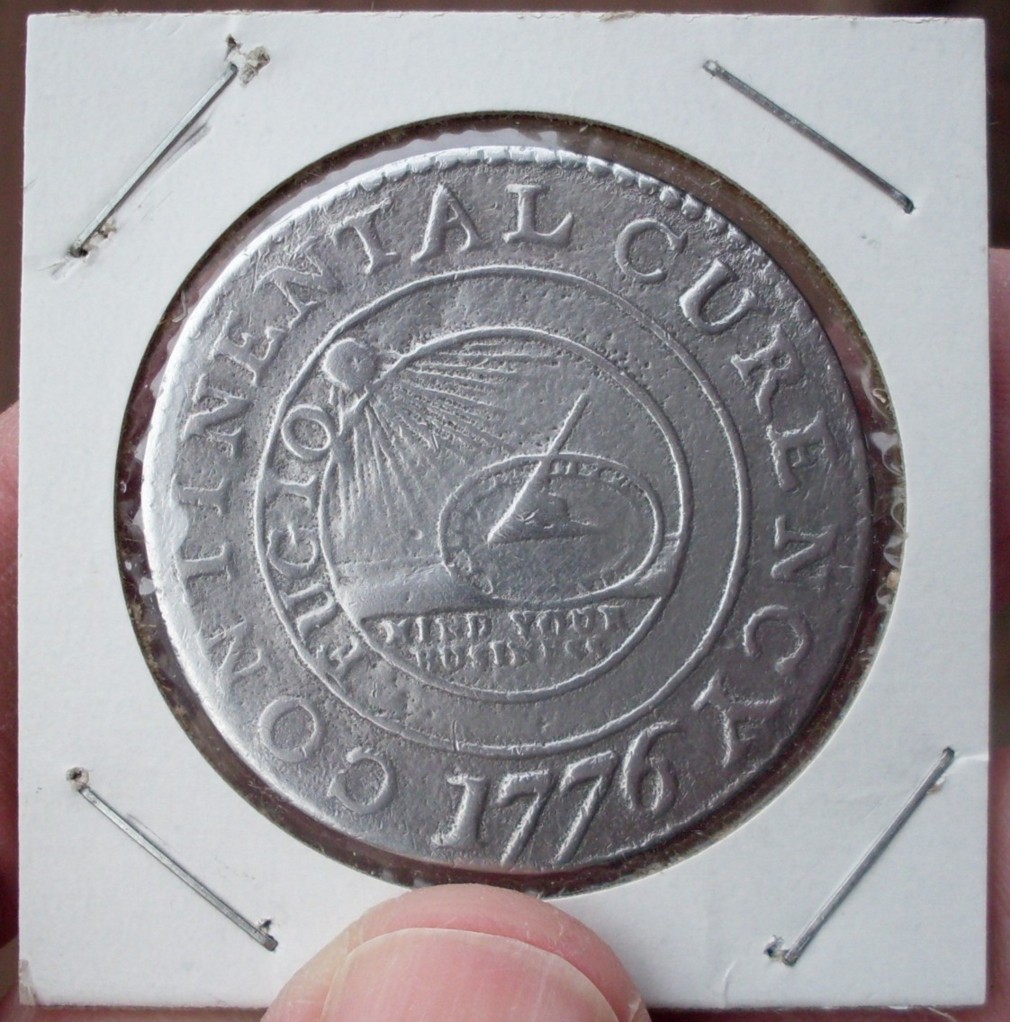 CONTINENTAL CURENCY
1776
FUGIO
MIND YOUR
BUSINESS